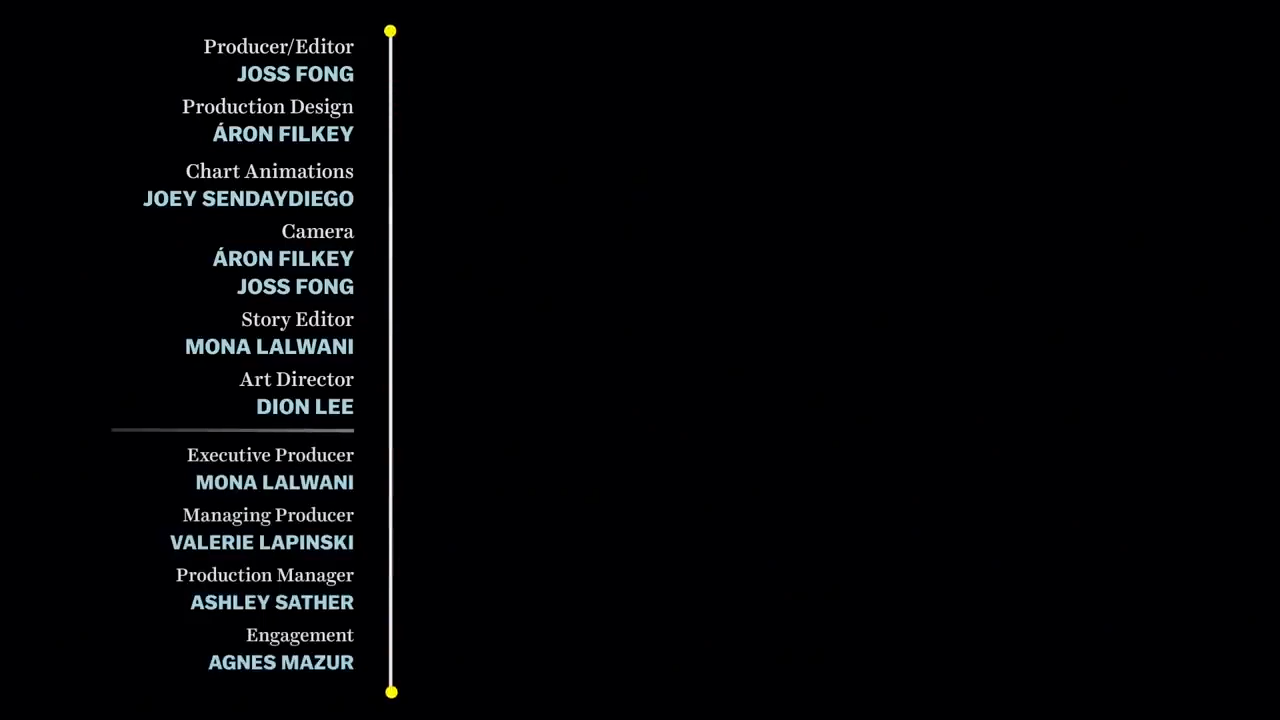 Producer/Editor
JOSS FONG
Production Design
ÁRON FILKEY
Chart Animations
JOEY SENDAYDIEGO
Camera
ÁRON FILKEY
JOSS FONG
Story Editor
MONA LALWANI
Art Director
DION LEE
Executive Producer
MONA LALWANI
Managing Producer
VALERIE LAPINSKI
Production Manager
ASHLEY SATHER
Engagement
AGNES MAZUR